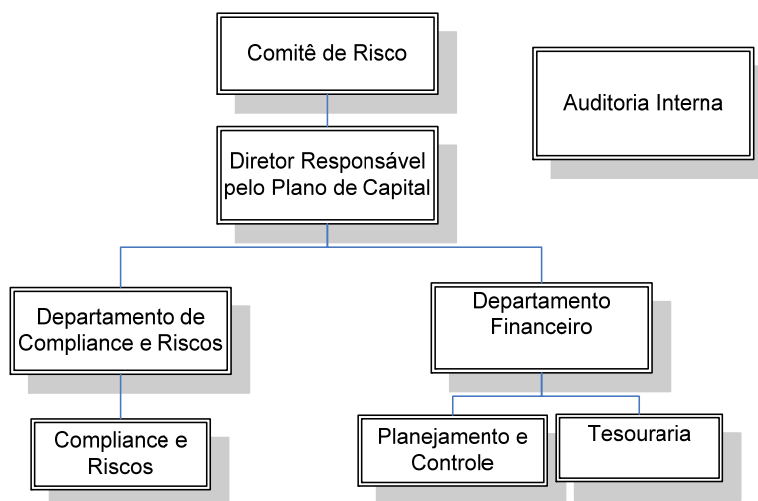 Comitê de Risco
Auditoria Interna
Diretor Responsável
pelo Plano de Capital
Departamento de
Compliance e Riscos
Departamento
Financeiro
Compliance e
Riscos
Planejamento e
Controle
Tesouraria